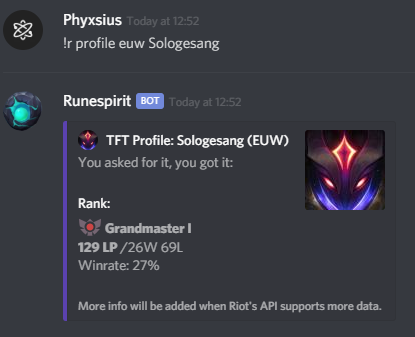 Phyxsius Today at 12:52
!r profile euw Sologesang
Runespirit BOT Today at 12:52
TFT Profile: Sologesang (EUW)
You asked for it, you got it:
Rank:
Grandmaster I
129 LP /26W 69L
Winrate: 27%
More info will be added when Riot's API supports more data.